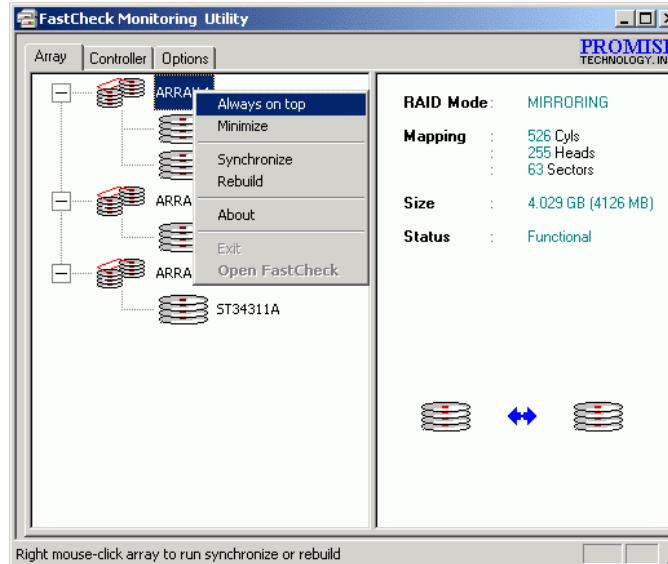 FastCheck Monitoring Utility
Array Controller Options
PROMISE
TECHNOLOGY, IN
ARRAY 1
Always on top
Minimize
Synchronize
Rebuild
About
Exit
Open FastCheck
ARRA
ARRA
ST34311A
RAID Mode : MIRRORING
Mapping : 526 Cyls
: 255 Heads
: 63 Sectors
Size : 4.029 GB (4126 MB)
Status : Functional
Right mouse-click array to run synchronize or rebuild